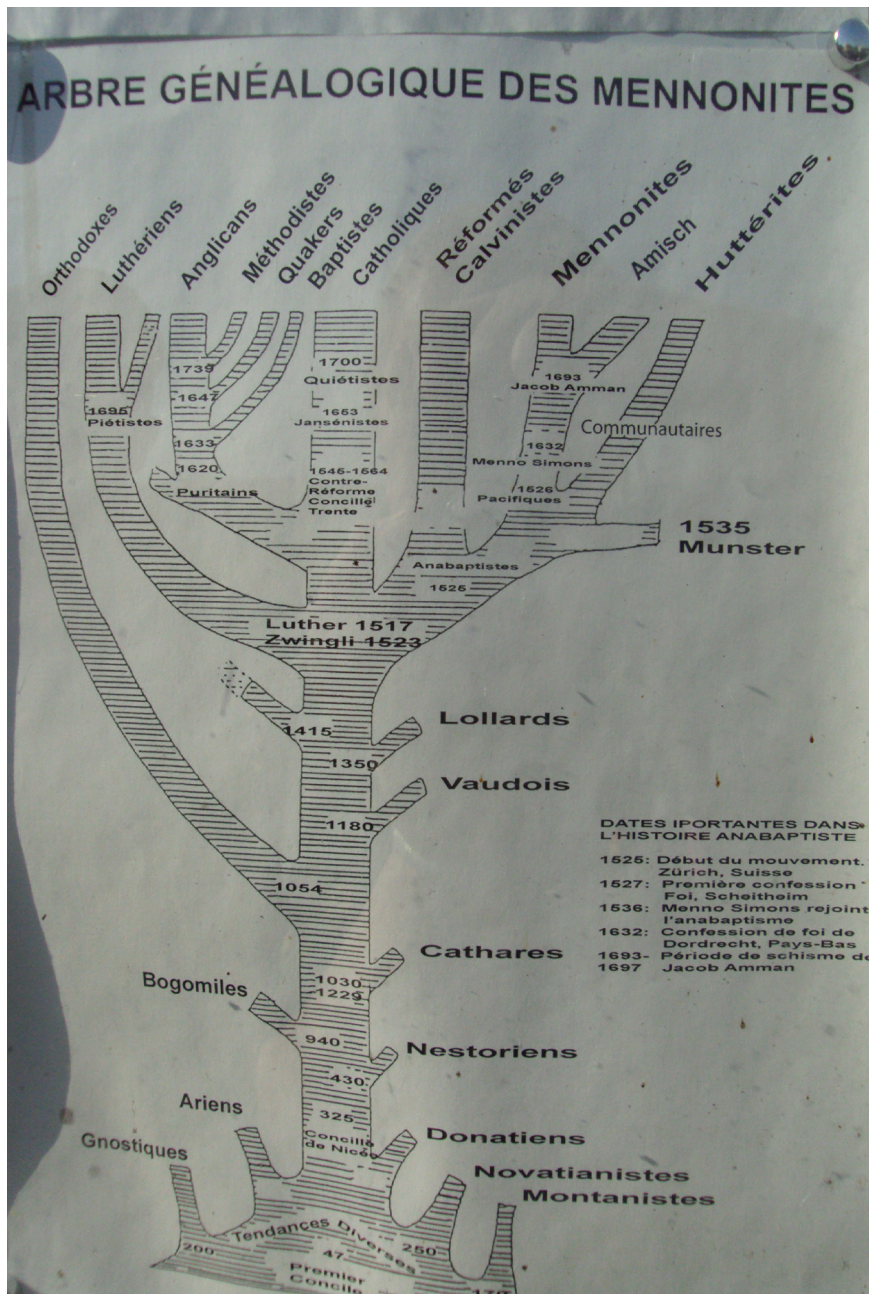 ARBRE GÉNÉALOGIQUE DES MENNONITES
Orthodoxes
Luthériens
Anglicans
Méthodistes
Quakers
Baptistes
Catholiques
Réformés
Calvinistes
Mennonites
Amisch
Huttérites
1739
1647
1633
1620
Puritains
1695
Piétistes
1700
Quiétistes
1653
Jansénistes
1545-1564
Contre-
Réforme
Concille
Trente
1693
Jacob Amman
Communautaires
1632
Menno Simons
1526
Pacifiques
1535
Munster
Anabaptistes
1525
Luther 1517
Zwingli 1523
1415
Lollards
1350
Vaudois
1180
1054
DATES IPORTANTES DANS
L'HISTOIRE ANABAPTISTE
1525: Début du mouvement.
Zürich, Suisse
1527: Première confession
Foi, Scheitheim
1536: Menno Simons rejoint
l'anabaptisme
1632: Confession de foi de
Dordrecht, Pays-Bas
1693- Période de schisme de
1697 Jacob Amman
Cathares
1030
1229
Bogomiles
940
Nestoriens
430
325
Concille
de Nicée
Ariens
Donatiens
Gnostiques
Novatianistes
Montanistes
Tendances Diverses
200
47
250
Premier
Concile